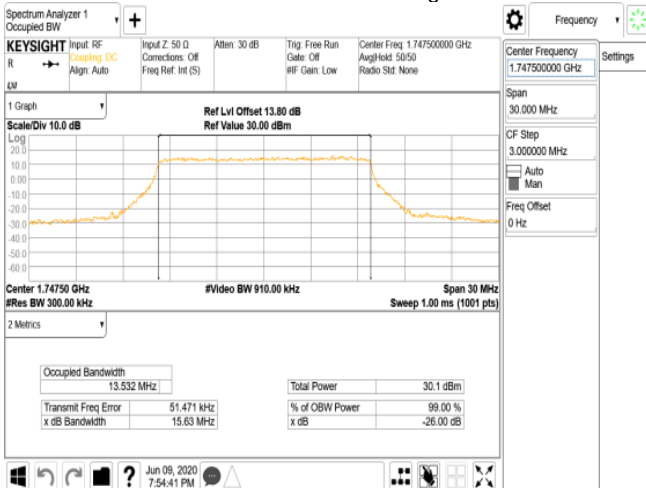 Spectrum Analyzer 1
Occupied BW
Frequency
KEYSIGHT
R
LXI
Input: RF
Coupling: DC
Align: Auto
Input Z: 50 Ω
Corrections: Off
Freq Ref: Int (S)
Atten: 30 dB
Trig: Free Run
Gate: Off
#IF Gain: Low
Center Freq: 1.747500000 GHz
Avg|Hold: 50/50
Radio Std: None
Center Frequency
1.747500000 GHz
Settings
Span
30.000 MHz
CF Step
3.000000 MHz
Auto
Man
Freq Offset
0 Hz
1 Graph
Ref Lvl Offset 13.80 dB
Scale/Div 10.0 dB
Ref Value 30.00 dBm
Log
20.0
10.0
0.00
-10.0
-20.0
-30.0
-40.0
-50.0
-60.0
Center 1.74750 GHz
#Video BW 910.00 kHz
Span 30 MHz
#Res BW 300.00 kHz
Sweep 1.00 ms (1001 pts)
2 Metrics
Occupied Bandwidth
13.532 MHz
Total Power 30.1 dBm
Transmit Freq Error 51.471 kHz
% of OBW Power 99.00 %
x dB Bandwidth 15.63 MHz
x dB -26.00 dB
?
Jun 09, 2020
7:54:41 PM